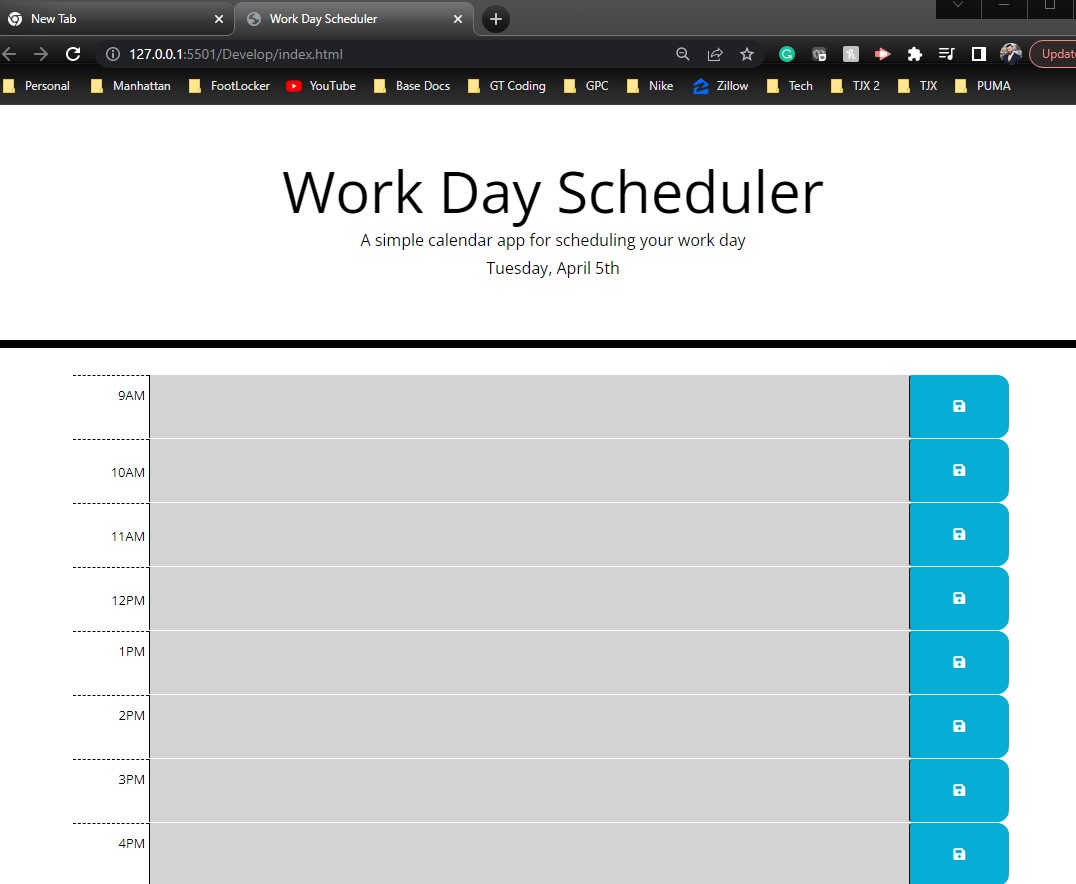 New Tab
Work Day Scheduler
127.0.0.1:5501/Develop/index.html
Update
Personal Manhattan FootLocker YouTube Base Docs GT Coding GPC Nike Zillow Tech TJX 2 TJX PUMA
Work Day Scheduler
A simple calendar app for scheduling your work day
Tuesday, April 5th
9AM
10AM
11AM
12PM
1PM
2PM
3PM
4PM